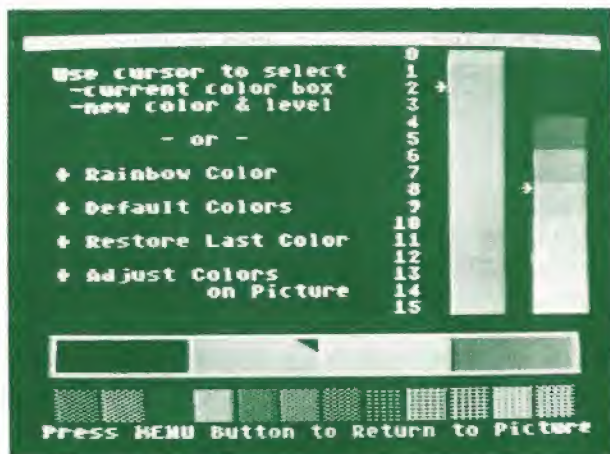 0
Use cursor to select 1
-current color box 2
-new color & level 3
4
- or - 5
6
+ Rainbow Color 7
8
+ Default Colors 9
10
+ Restore Last Color 11
12
+ Adjust Colors 13
on Picture 14
15
Press MENU Button to Return to Picture